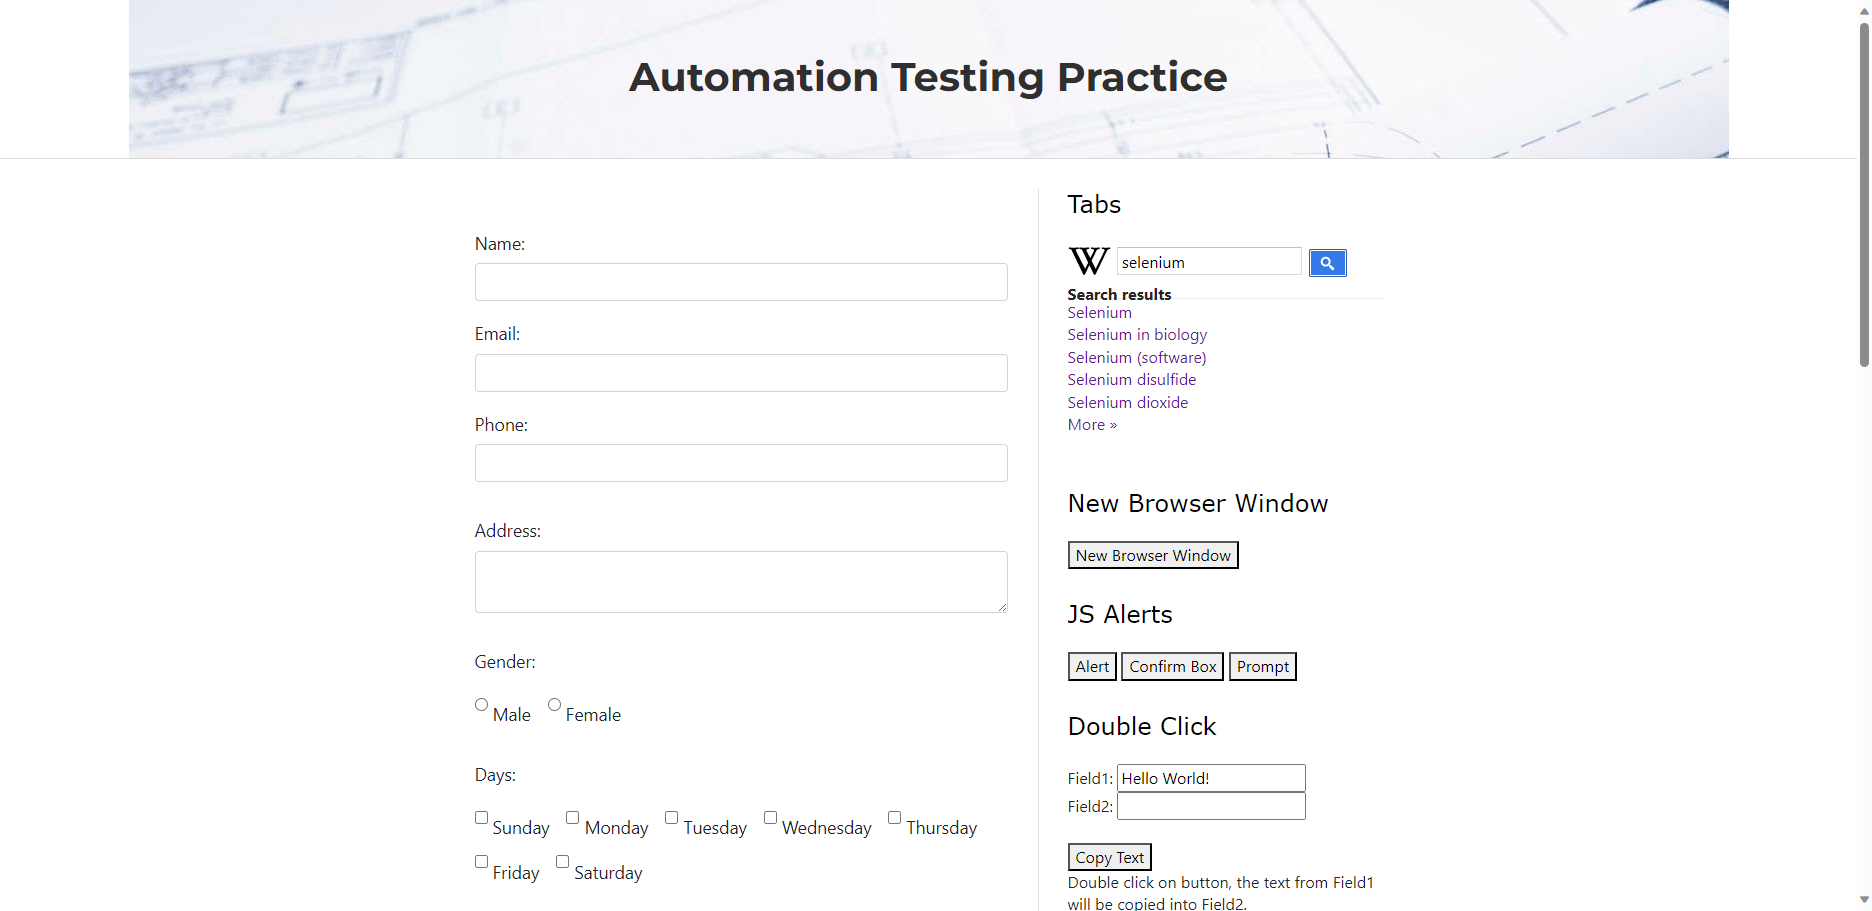 Automation Testing Practice
Name:
Email:
Phone:
Address:
Gender:
Male Female
Days:
Sunday Monday Tuesday Wednesday Thursday
Friday Saturday
Tabs
W selenium
Search results
Selenium
Selenium in biology
Selenium (software)
Selenium disulfide
Selenium dioxide
More »
New Browser Window
New Browser Window
JS Alerts
Alert Confirm Box Prompt
Double Click
Field1: Hello World!
Field2:
Copy Text
Double click on button, the text from Field1
will be copied into Field2.